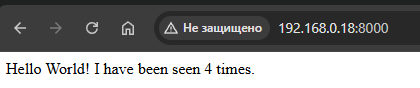 Не защищено 192.168.0.18:8000
Hello World! I have been seen 4 times.